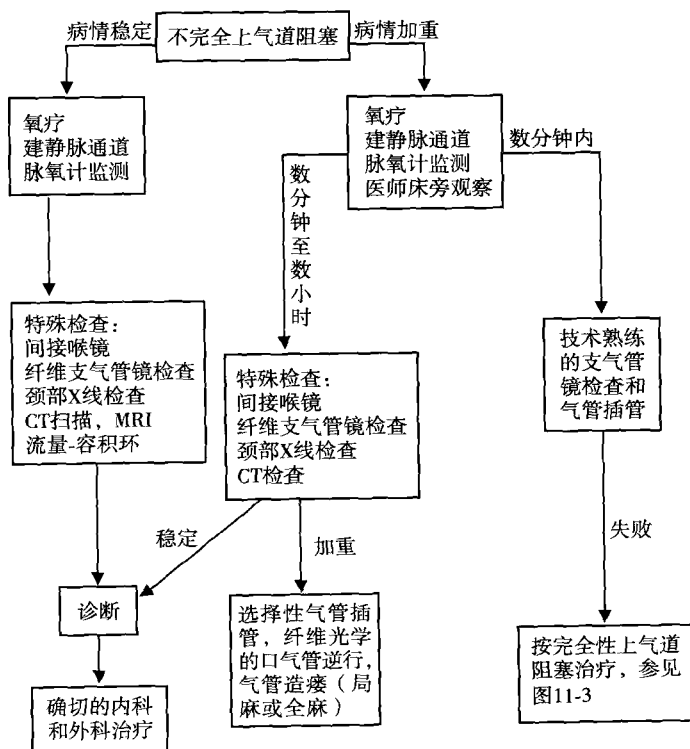 病情稳定
不完全上气道阻塞
病情加重
氧疗
建静脉通道
脉氧计监测
氧疗
建静脉通道
脉氧计监测
医师床旁观察
数分钟内
数分钟至数小时
特殊检查：
间接喉镜
纤维支气管镜检查
颈部X线检查
CT扫描，MRI
流量-容积环
特殊检查：
间接喉镜
纤维支气管镜检查
颈部X线检查
CT检查
技术熟练
的支气管
镜检查和
气管插管
稳定
加重
失败
诊断
选择性气管插
管，纤维光学
的口气管逆行，
气管造瘘（局
麻或全麻）
按完全性上气道
阻塞治疗，参见
图11-3
确切的内科
和外科治疗